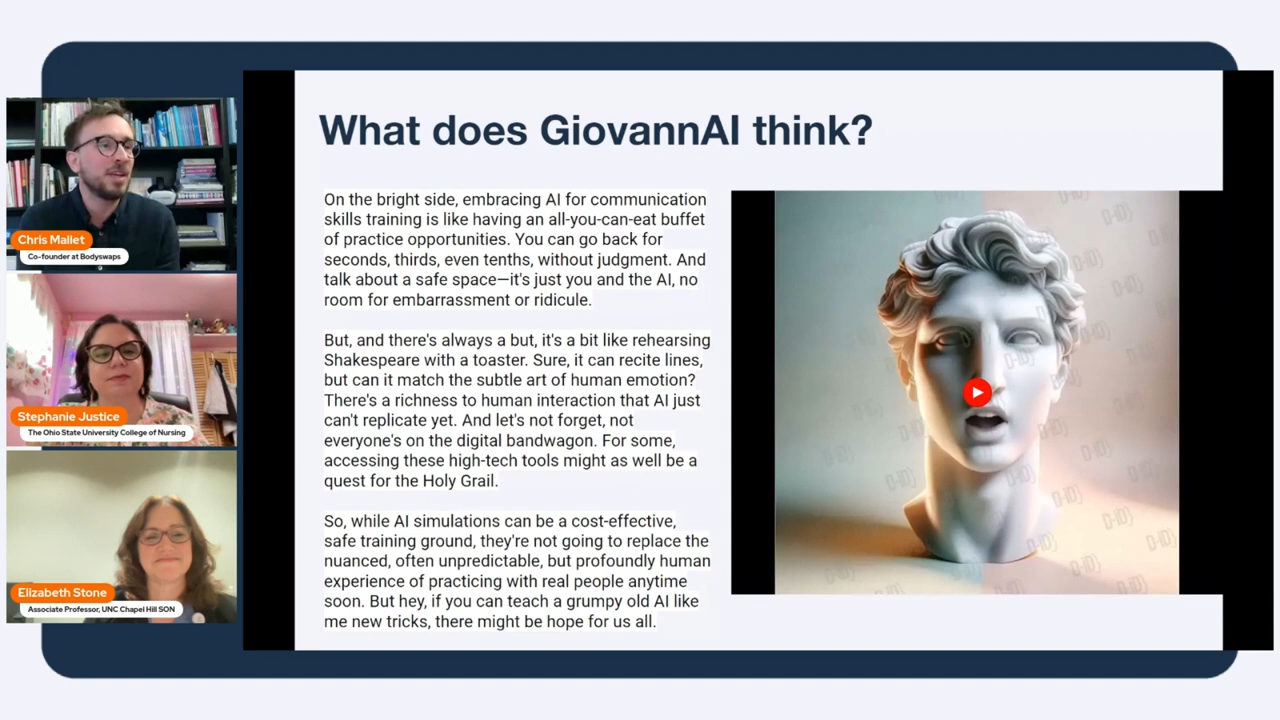 What does GiovannAI think?
On the bright side, embracing AI for communication
skills training is like having an all-you-can-eat buffet
of practice opportunities. You can go back for
seconds, thirds, even tenths, without judgment. And
talk about a safe space—it's just you and the AI, no
room for embarrassment or ridicule.
But, and there's always a but, it's a bit like rehearsing
Shakespeare with a toaster. Sure, it can recite lines,
but can it match the subtle art of human emotion?
There's a richness to human interaction that AI just
can't replicate yet. And let's not forget, not
everyone's on the digital bandwagon. For some,
accessing these high-tech tools might as well be a
quest for the Holy Grail.
So, while AI simulations can be a cost-effective,
safe training ground, they're not going to replace the
nuanced, often unpredictable, but profoundly human
experience of practicing with real people anytime
soon. But hey, if you can teach a grumpy old AI like
me new tricks, there might be hope for us all.
Chris Mallet
Co-founder at Bodyswaps
Stephanie Justice
The Ohio State University College of Nursing
Elizabeth Stone
Associate Professor, UNC Chapel Hill SON